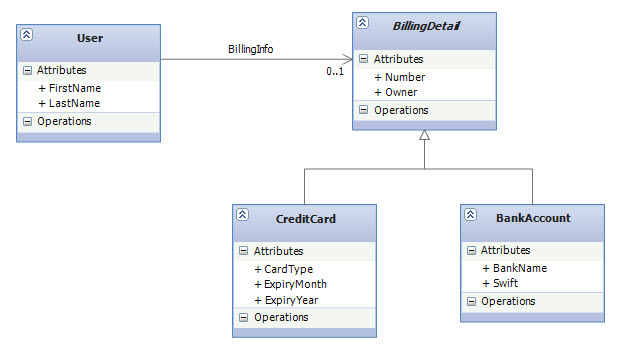 User
Attributes
+ FirstName
+ LastName
Operations
BillingInfo
0..1
BillingDetail
Attributes
+ Number
+ Owner
Operations
CreditCard
Attributes
+ CardType
+ ExpiryMonth
+ ExpiryYear
Operations
BankAccount
Attributes
+ BankName
+ Swift
Operations